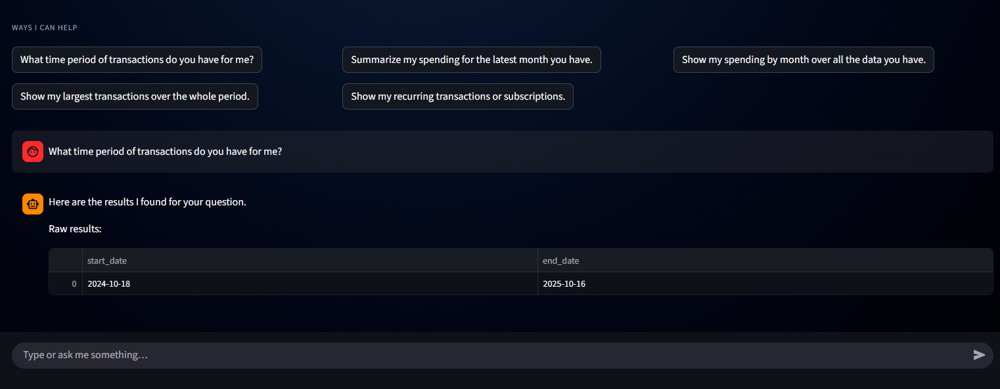 WAYS I CAN HELP
What time period of transactions do you have for me?
Summarize my spending for the latest month you have.
Show my spending by month over all the data you have.
Show my largest transactions over the whole period.
Show my recurring transactions or subscriptions.
What time period of transactions do you have for me?
Here are the results I found for your question.
Raw results:
start_date end_date
0 2024-10-18 2025-10-16
Type or ask me something...